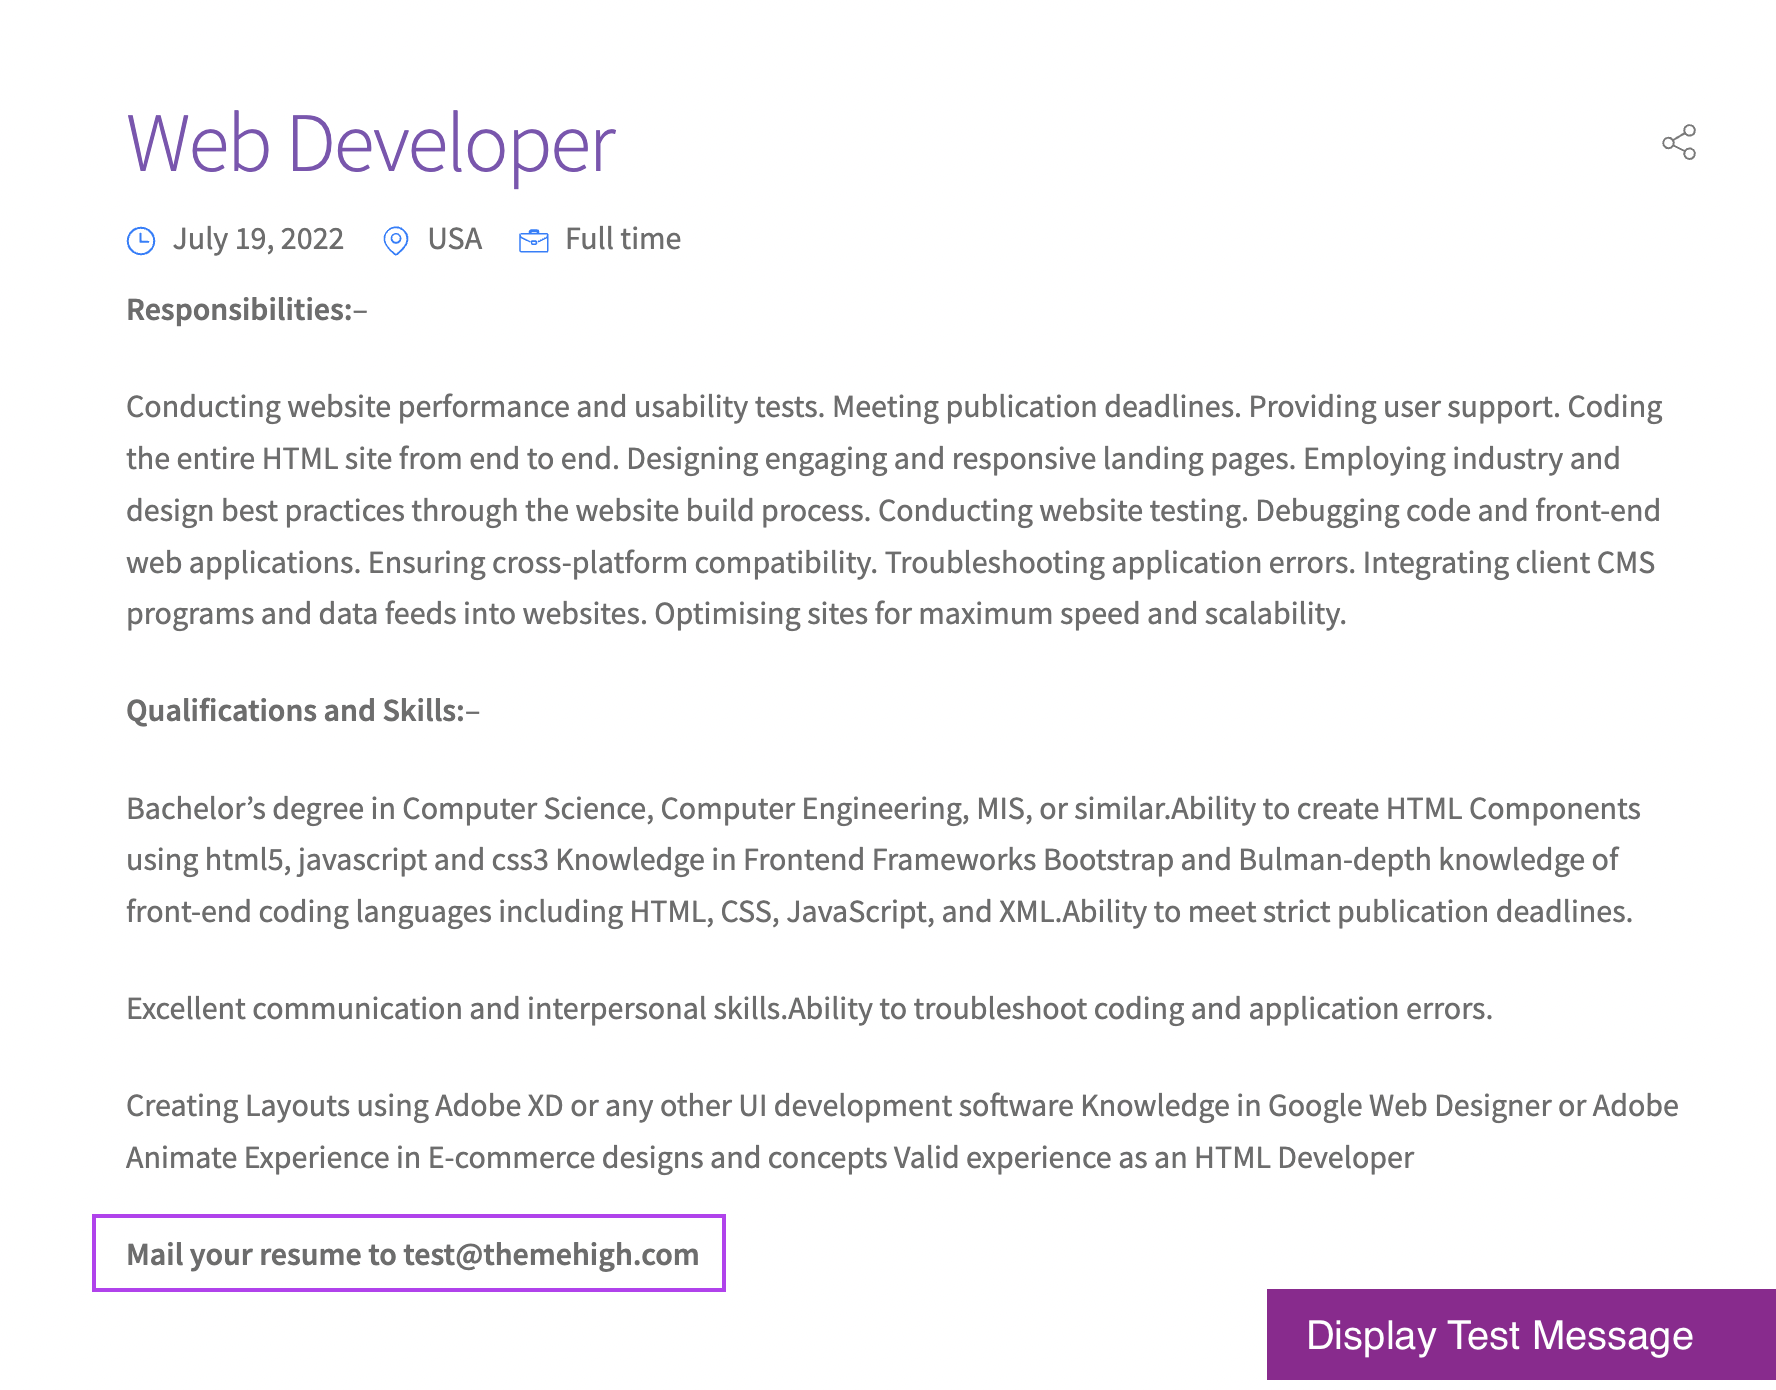 Web Developer
July 19, 2022 USA Full time
Responsibilities:–
Conducting website performance and usability tests. Meeting publication deadlines. Providing user support. Coding
the entire HTML site from end to end. Designing engaging and responsive landing pages. Employing industry and
design best practices through the website build process. Conducting website testing. Debugging code and front-end
web applications. Ensuring cross-platform compatibility. Troubleshooting application errors. Integrating client CMS
programs and data feeds into websites. Optimising sites for maximum speed and scalability.
Qualifications and Skills:–
Bachelor’s degree in Computer Science, Computer Engineering, MIS, or similar.Ability to create HTML Components
using html5, javascript and css3 Knowledge in Frontend Frameworks Bootstrap and Bulman-depth knowledge of
front-end coding languages including HTML, CSS, JavaScript, and XML.Ability to meet strict publication deadlines.
Excellent communication and interpersonal skills.Ability to troubleshoot coding and application errors.
Creating Layouts using Adobe XD or any other UI development software Knowledge in Google Web Designer or Adobe
Animate Experience in E-commerce designs and concepts Valid experience as an HTML Developer
Mail your resume to test@themehigh.com
Display Test Message